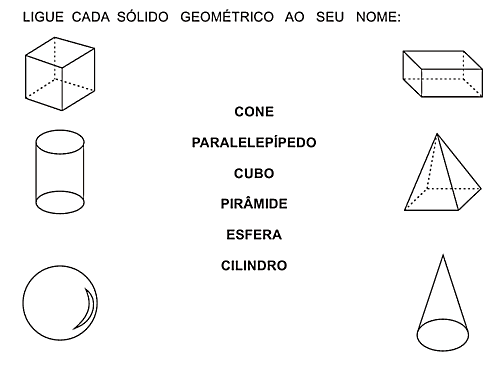 LIGUE CADA SÓLIDO GEOMÉTRICO AO SEU NOME:
CONE
PARALELEPÍPEDO
CUBO
PIRÂMIDE
ESFERA
CILINDRO